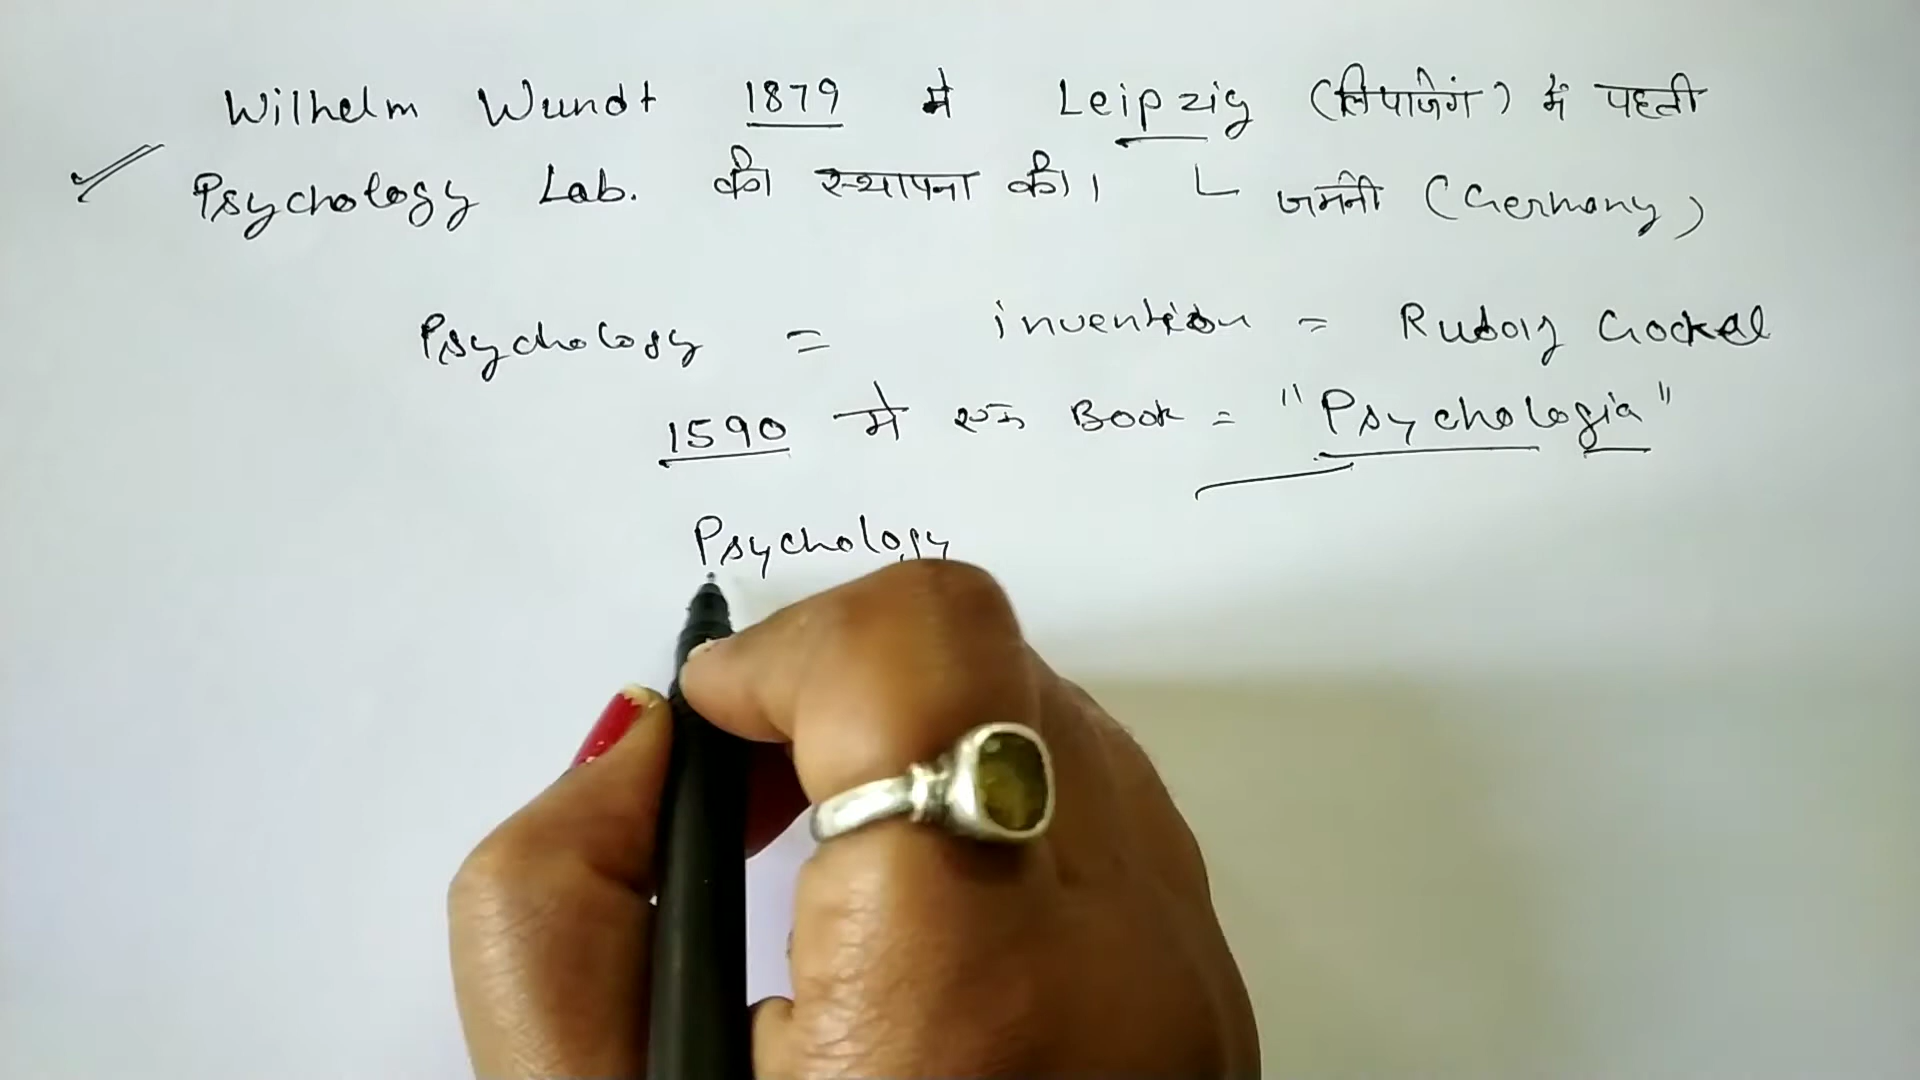 Wilhelm Wundt 1879 मे Leipzig (लिपाजेग) में पहली
Psychology Lab. की स्थापना की। जर्मनी (Germany)
Psychology = invention = Rudolf Gockel
1590 मे एक Book = "Psychologia"
Psychology